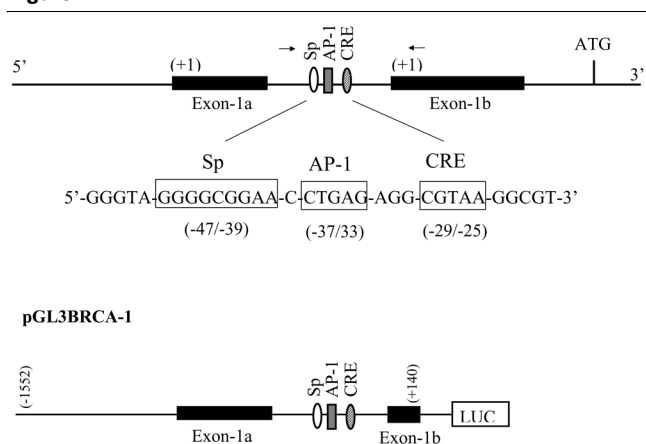 Sp
AP-1
CRE
ATG
5’
(+1)
(+1)
3’
Exon-1a
Exon-1b
Sp
AP-1
CRE
5’-GGGTA-GGGGCGGAA-C-CTGAG-AGG-CGTAA-GGCGT-3’
(-47/-39)
(-37/33)
(-29/-25)
pGL3BRCA-1
(-1552)
Sp
AP-1
CRE
(+140)
LUC
Exon-1a
Exon-1b